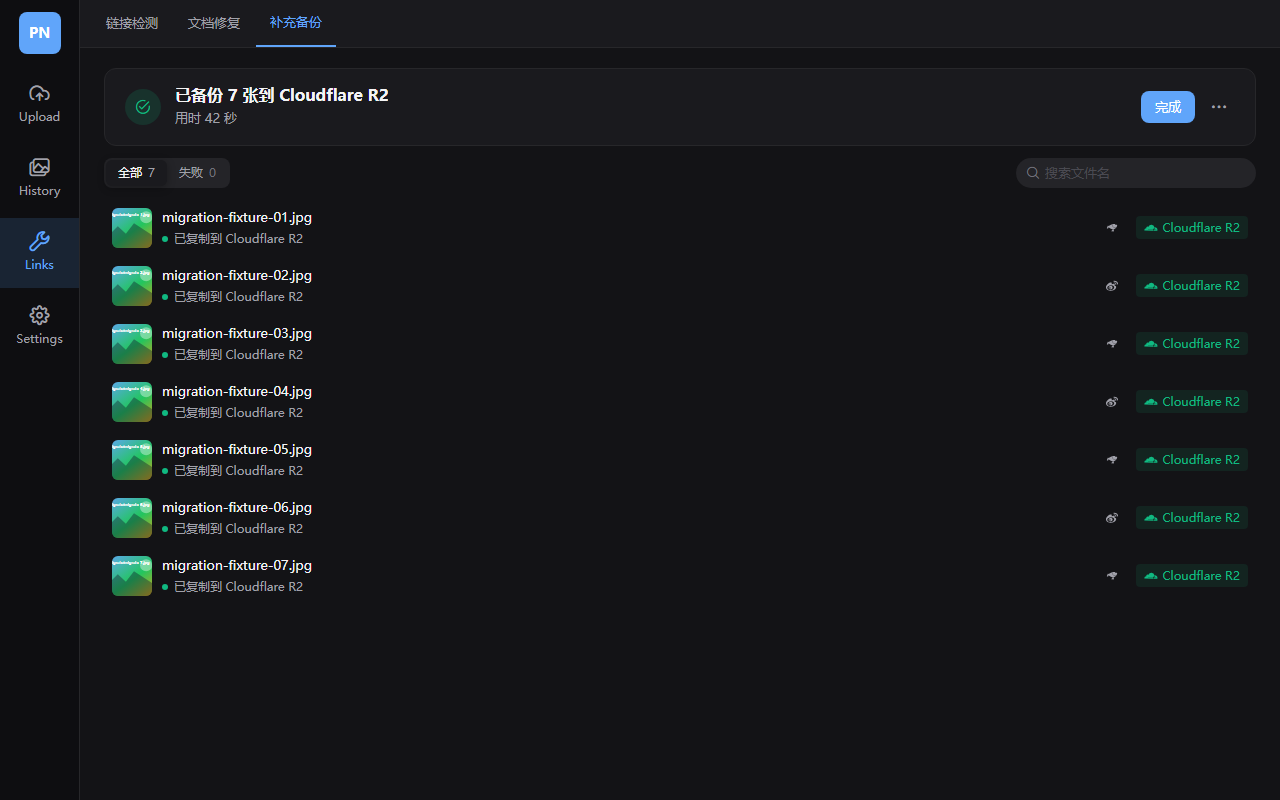 PN
Upload
History
Links
Settings
链接检测 文档修复 补充备份
已备份 7 张到 Cloudflare R2
用时 42 秒
完成
全部 7 失败 0
搜索文件名
migration-fixture-01.jpg
已复制到 Cloudflare R2
Cloudflare R2
migration-fixture-02.jpg
已复制到 Cloudflare R2
Cloudflare R2
migration-fixture-03.jpg
已复制到 Cloudflare R2
Cloudflare R2
migration-fixture-04.jpg
已复制到 Cloudflare R2
Cloudflare R2
migration-fixture-05.jpg
已复制到 Cloudflare R2
Cloudflare R2
migration-fixture-06.jpg
已复制到 Cloudflare R2
Cloudflare R2
migration-fixture-07.jpg
已复制到 Cloudflare R2
Cloudflare R2